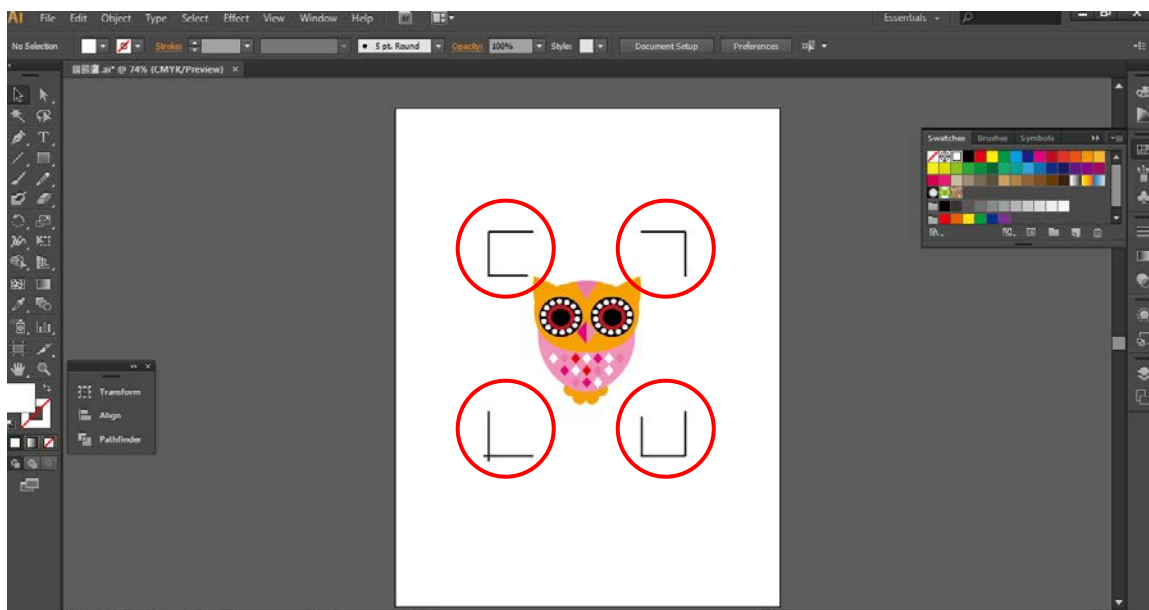 Ai File Edit Object Type Select Effect View Window Help Br Essentials
No Selection Stroke: 5 pt. Round Opacity: 100% Style: Document Setup Preferences
.ai* @ 74% (CMYK/Preview) ×
Swatches Brushes Symbols
Transform
Align
Pathfinder